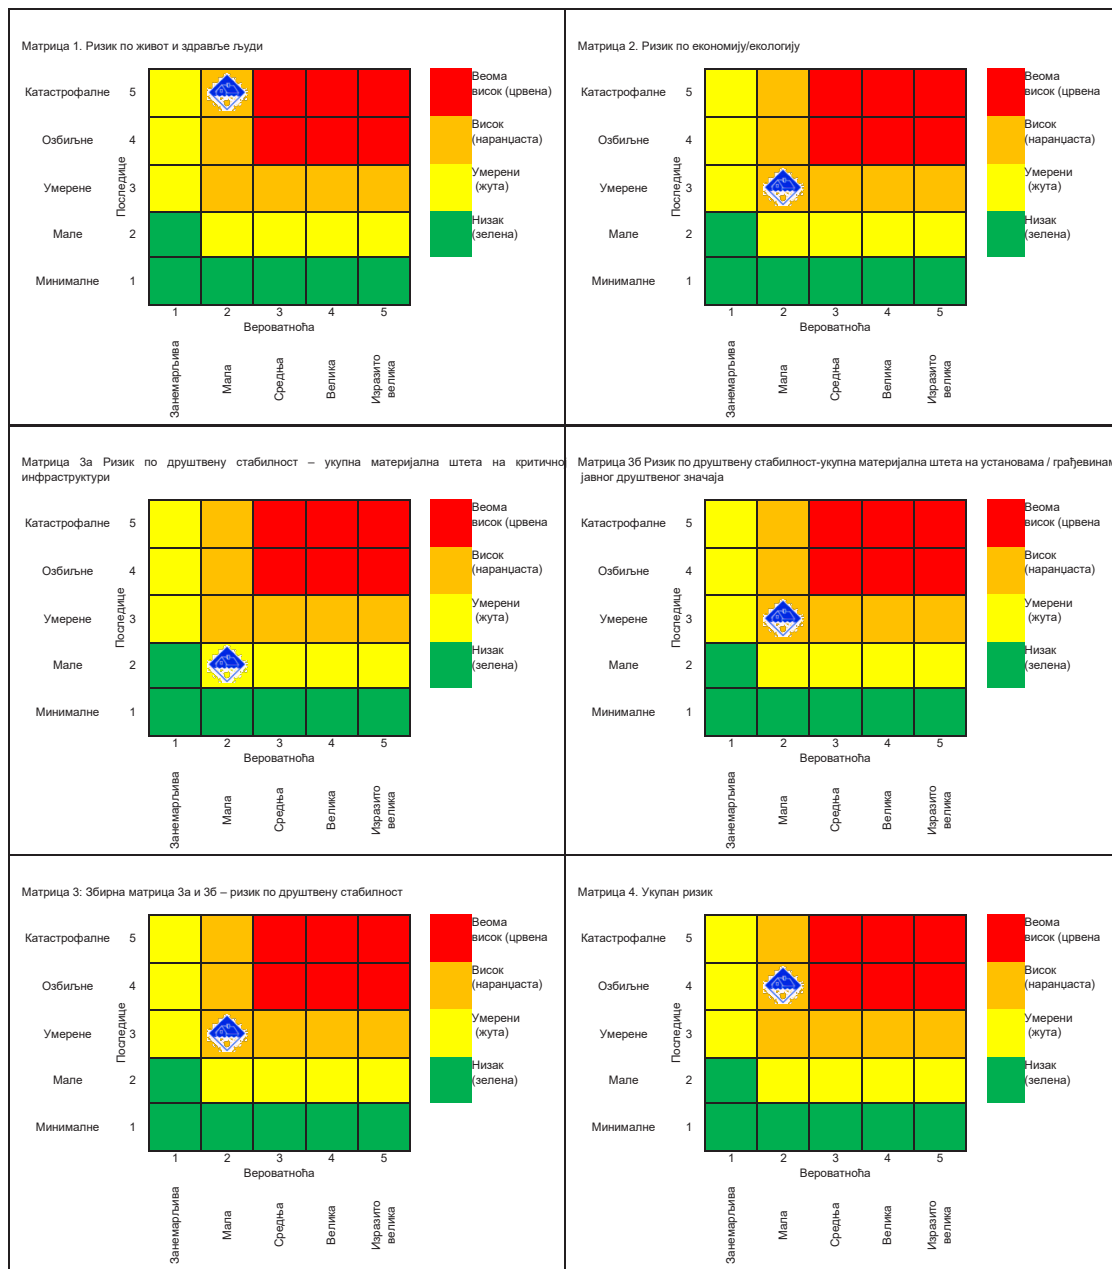 Матрица 1. Ризик по живот и здравље људи
Катастрофалне 5
Озбиљне 4
Умерене 3
Мале 2
Минималне 1
Последице
1 2 3 4 5
Вероватноћа
Занемарљива
Мала
Средња
Велика
Изразито
велика
Веома
висок (црвена)
Висок
(наранџаста)
Умерени
(жута)
Низак
(зелена)
Матрица 2. Ризик по економију/екологију
Катастрофалне 5
Озбиљне 4
Умерене 3
Мале 2
Минималне 1
Последице
1 2 3 4 5
Вероватноћа
Занемарљива
Мала
Средња
Велика
Изразито
велика
Веома
висок (црвена
Висок
(наранџаста)
Умерени
(жута)
Низак
(зелена)
Матрица 3а Ризик по друштвену стабилност – укупна материјална штета на критично
инфраструктури
Катастрофалне 5
Озбиљне 4
Умерене 3
Мале 2
Минималне 1
Последице
1 2 3 4 5
Вероватноћа
Занемарљива
Мала
Средња
Велика
Изразито
велика
Веома
висок (црвена
Висок
(наранџаста)
Умерени
(жута)
Низак
(зелена)
Матрица 3б Ризик по друштвену стабилност-укупна материјална штета на установама / грађевинам
јавног друштвеног значаја
Катастрофалне 5
Озбиљне 4
Умерене 3
Мале 2
Минималне 1
Последице
1 2 3 4 5
Вероватноћа
Занемарљива
Мала
Средња
Велика
Изразито
велика
Веома
висок (црвена
Висок
(наранџаста)
Умерени
(жута)
Низак
(зелена)
Матрица 3: Збирна матрица 3а и 3б – ризик по друштвену стабилност
Катастрофалне 5
Озбиљне 4
Умерене 3
Мале 2
Минималне 1
Последице
1 2 3 4 5
Вероватноћа
Занемарљива
Мала
Средња
Велика
Изразито
велика
Веома
висок (црвена
Висок
(наранџаста)
Умерени
(жута)
Низак
(зелена)
Матрица 4. Укупан ризик
Катастрофалне 5
Озбиљне 4
Умерене 3
Мале 2
Минималне 1
Последице
1 2 3 4 5
Вероватноћа
Занемарљива
Мала
Средња
Велика
Изразито
велика
Веома
висок (црвена
Висок
(наранџаста)
Умерени
(жута)
Низак
(зелена)